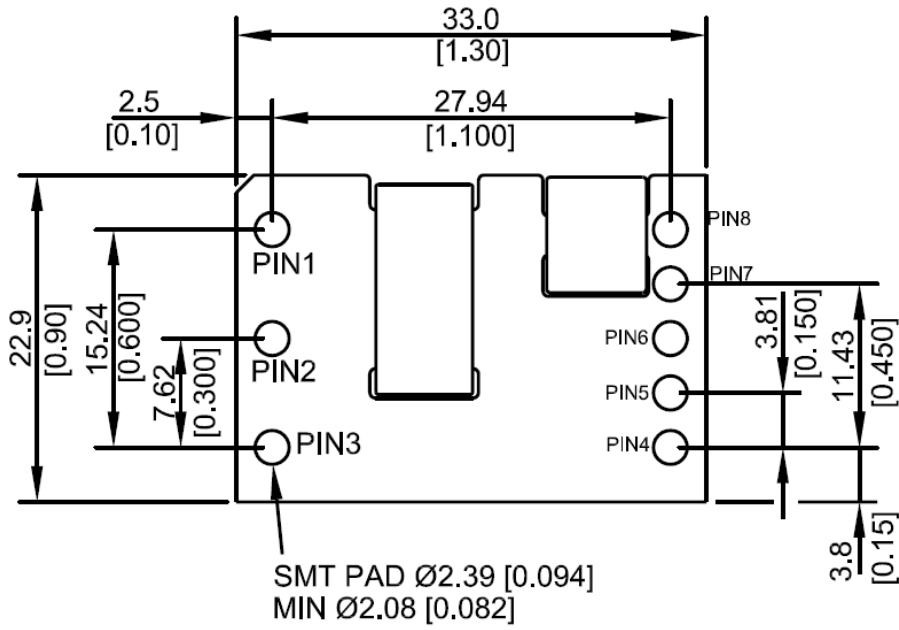 33.0
[1.30]
2.5
[0.10]
27.94
[1.100]
PIN1
PIN8
PIN7
22.9
[0.90]
15.24
[0.600]
7.62
[0.300]
PIN2
PIN6
3.81
[0.150]
11.43
[0.450]
PIN5
PIN3
PIN4
3.8
[0.15]
SMT PAD Ø2.39 [0.094]
MIN Ø2.08 [0.082]